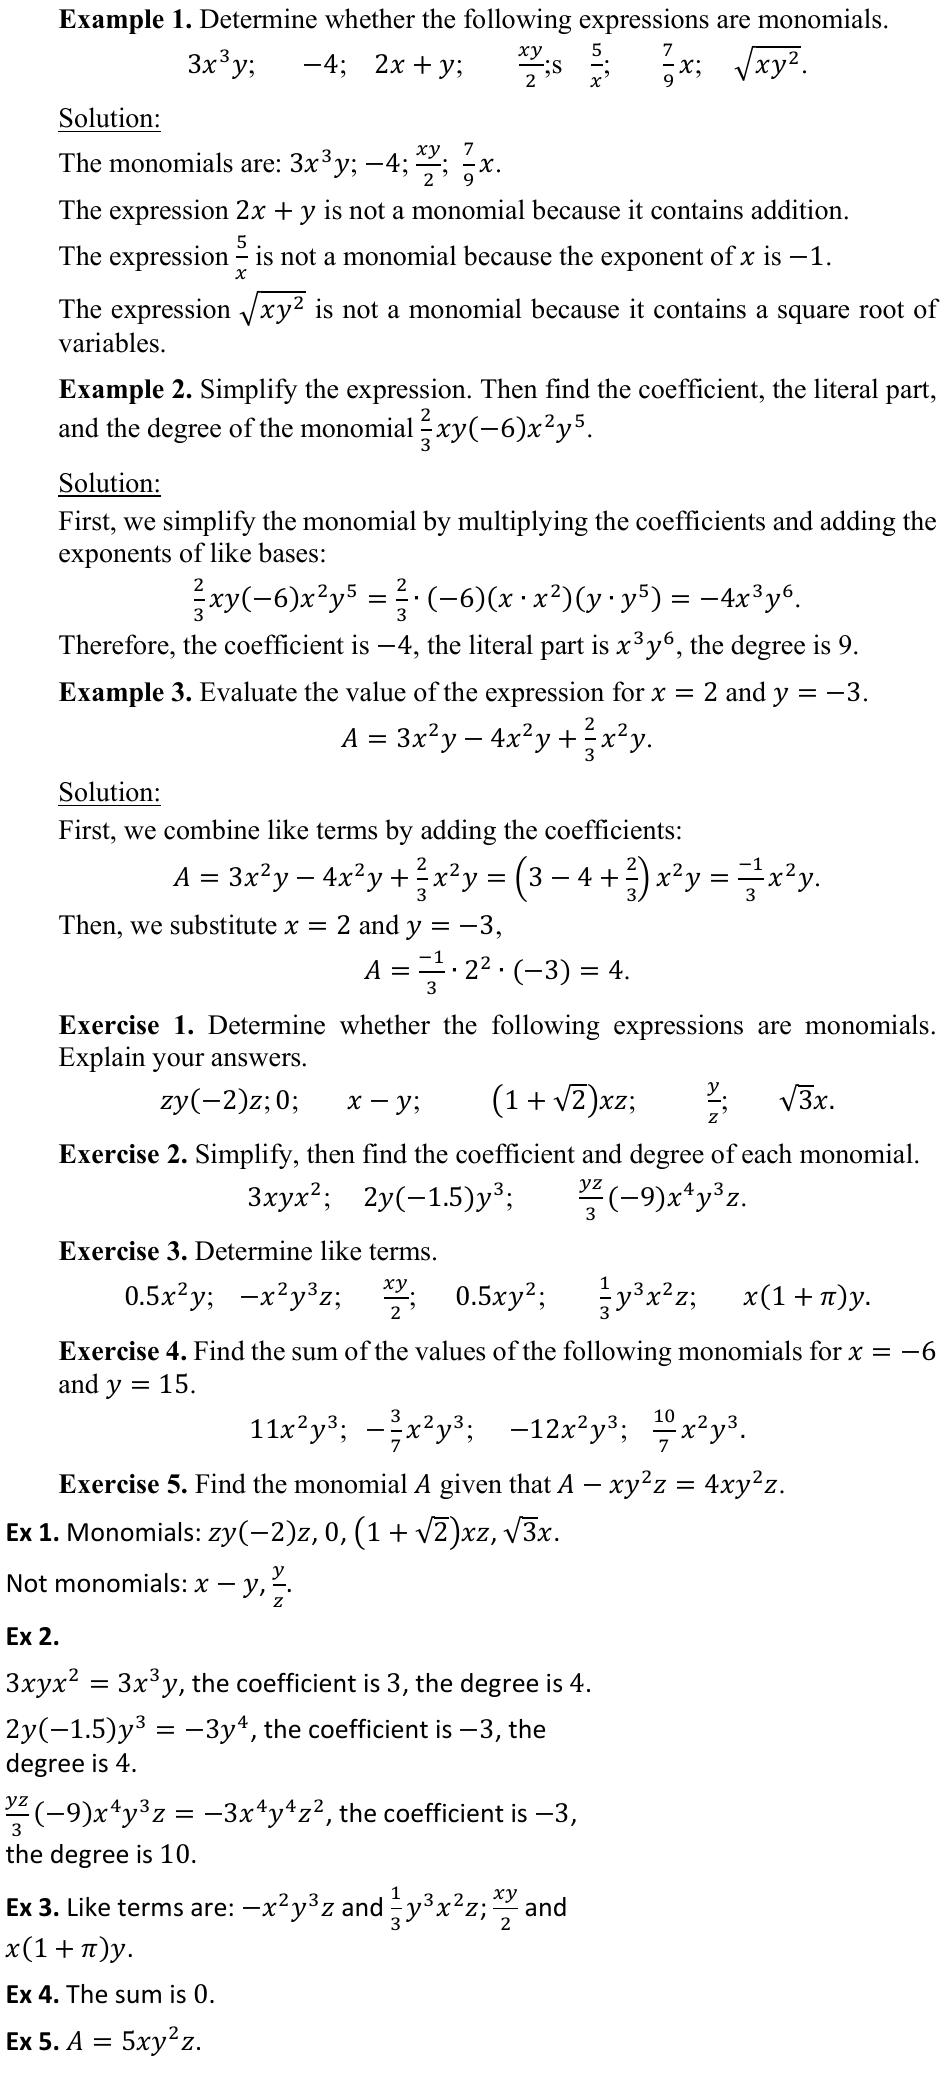 Example 1. Determine whether the following expressions are monomials.
3x³y; −4; 2x + y; xy/2;s 5/x; 7/9 x; √(xy²).
Solution:
The monomials are: 3x³y; −4; xy/2; 7/9 x.
The expression 2x + y is not a monomial because it contains addition.
The expression 5/x is not a monomial because the exponent of x is −1.
The expression √(xy²) is not a monomial because it contains a square root of
variables.
Example 2. Simplify the expression. Then find the coefficient, the literal part,
and the degree of the monomial 2/3 xy(−6)x²y⁵.
Solution:
First, we simplify the monomial by multiplying the coefficients and adding the
exponents of like bases:
2/3 xy(−6)x²y⁵ = 2/3 · (−6)(x · x²)(y · y⁵) = −4x³y⁶.
Therefore, the coefficient is −4, the literal part is x³y⁶, the degree is 9.
Example 3. Evaluate the value of the expression for x = 2 and y = −3.
A = 3x²y − 4x²y + 2/3 x²y.
Solution:
First, we combine like terms by adding the coefficients:
A = 3x²y − 4x²y + 2/3 x²y = (3 − 4 + 2/3) x²y = −1/3 x²y.
Then, we substitute x = 2 and y = −3,
A = −1/3 · 2² · (−3) = 4.
Exercise 1. Determine whether the following expressions are monomials.
Explain your answers.
zy(−2)z; 0; x − y; (1 + √2)xz; y/z; √3x.
Exercise 2. Simplify, then find the coefficient and degree of each monomial.
3xyx²; 2y(−1.5)y³; yz/3 (−9)x⁴y³z.
Exercise 3. Determine like terms.
0.5x²y; −x²y³z; xy/2; 0.5xy²; 1/3 y³x²z; x(1 + π)y.
Exercise 4. Find the sum of the values of the following monomials for x = −6
and y = 15.
11x²y³; −3/7 x²y³; −12x²y³; 10/7 x²y³.
Exercise 5. Find the monomial A given that A − xy²z = 4xy²z.
Ex 1. Monomials: zy(−2)z, 0, (1 + √2)xz, √3x.
Not monomials: x − y, y/z.
Ex 2.
3xyx² = 3x³y, the coefficient is 3, the degree is 4.
2y(−1.5)y³ = −3y⁴, the coefficient is −3, the
degree is 4.
yz/3 (−9)x⁴y³z = −3x⁴y⁴z², the coefficient is −3,
the degree is 10.
Ex 3. Like terms are: −x²y³z and 1/3 y³x²z; xy/2 and
x(1 + π)y.
Ex 4. The sum is 0.
Ex 5. A = 5xy²z.